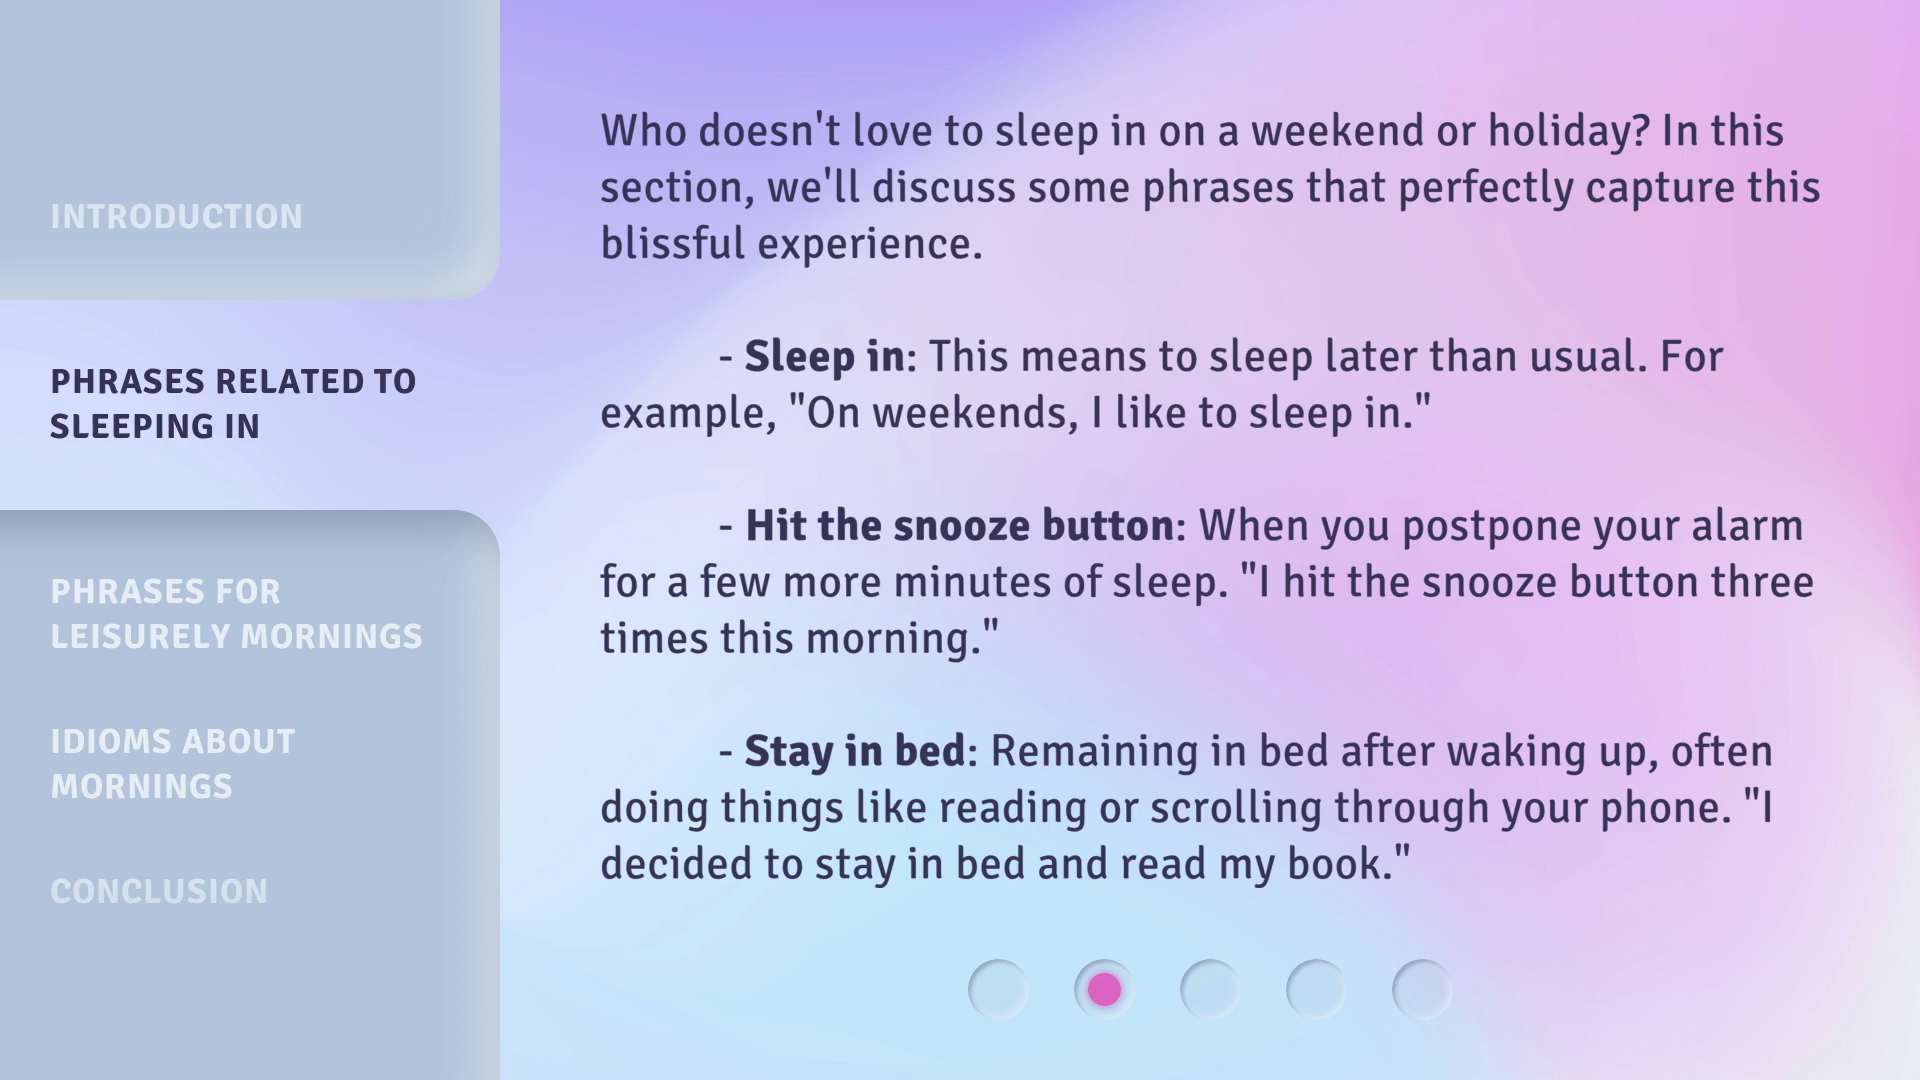 INTRODUCTION
PHRASES RELATED TO
SLEEPING IN
PHRASES FOR
LEISURELY MORNINGS
IDIOMS ABOUT
MORNINGS
CONCLUSION
Who doesn't love to sleep in on a weekend or holiday? In this
section, we'll discuss some phrases that perfectly capture this
blissful experience.
- Sleep in: This means to sleep later than usual. For
example, "On weekends, I like to sleep in."
- Hit the snooze button: When you postpone your alarm
for a few more minutes of sleep. "I hit the snooze button three
times this morning."
- Stay in bed: Remaining in bed after waking up, often
doing things like reading or scrolling through your phone. "I
decided to stay in bed and read my book."